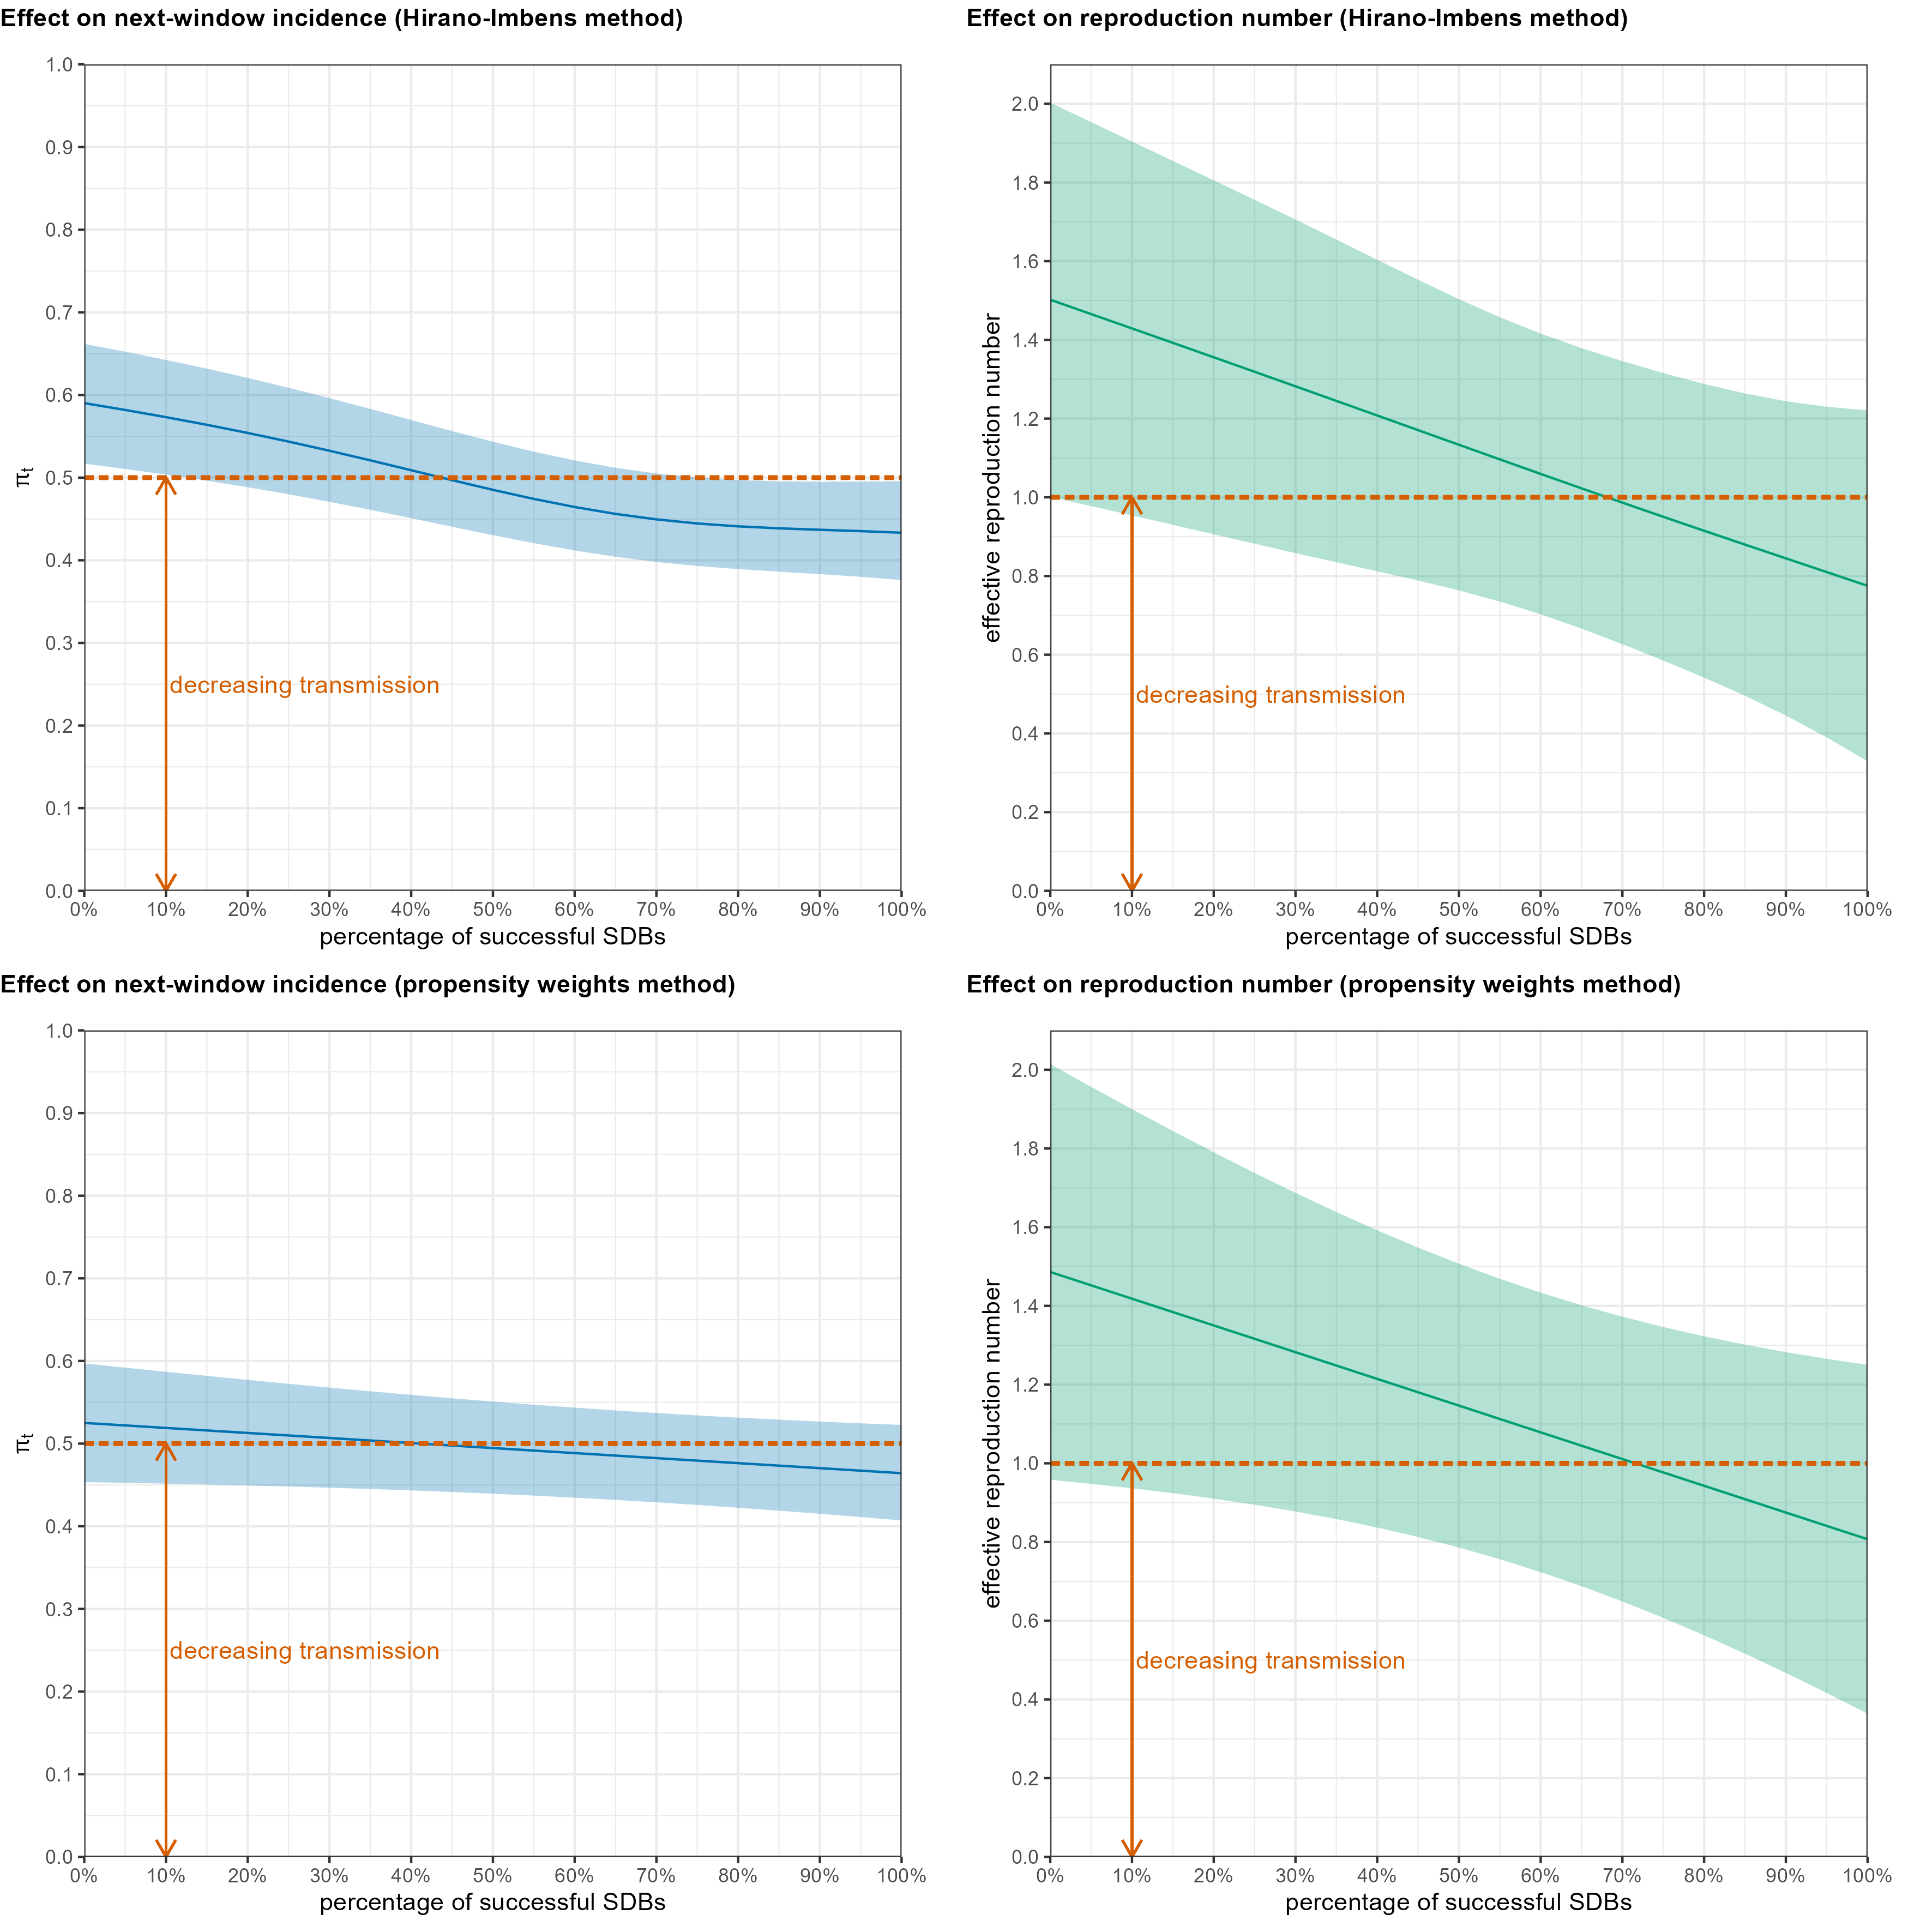 Effect on next-window incidence (Hirano-Imbens method)
1.0
0.9
0.8
0.7
0.6
0.5
0.4
0.3
0.2
0.1
0.0
πt
decreasing transmission
0% 10% 20% 30% 40% 50% 60% 70% 80% 90% 100%
percentage of successful SDBs
Effect on reproduction number (Hirano-Imbens method)
2.0
1.8
1.6
1.4
1.2
1.0
0.8
0.6
0.4
0.2
0.0
effective reproduction number
decreasing transmission
0% 10% 20% 30% 40% 50% 60% 70% 80% 90% 100%
percentage of successful SDBs
Effect on next-window incidence (propensity weights method)
1.0
0.9
0.8
0.7
0.6
0.5
0.4
0.3
0.2
0.1
0.0
πt
decreasing transmission
0% 10% 20% 30% 40% 50% 60% 70% 80% 90% 100%
percentage of successful SDBs
Effect on reproduction number (propensity weights method)
2.0
1.8
1.6
1.4
1.2
1.0
0.8
0.6
0.4
0.2
0.0
effective reproduction number
decreasing transmission
0% 10% 20% 30% 40% 50% 60% 70% 80% 90% 100%
percentage of successful SDBs